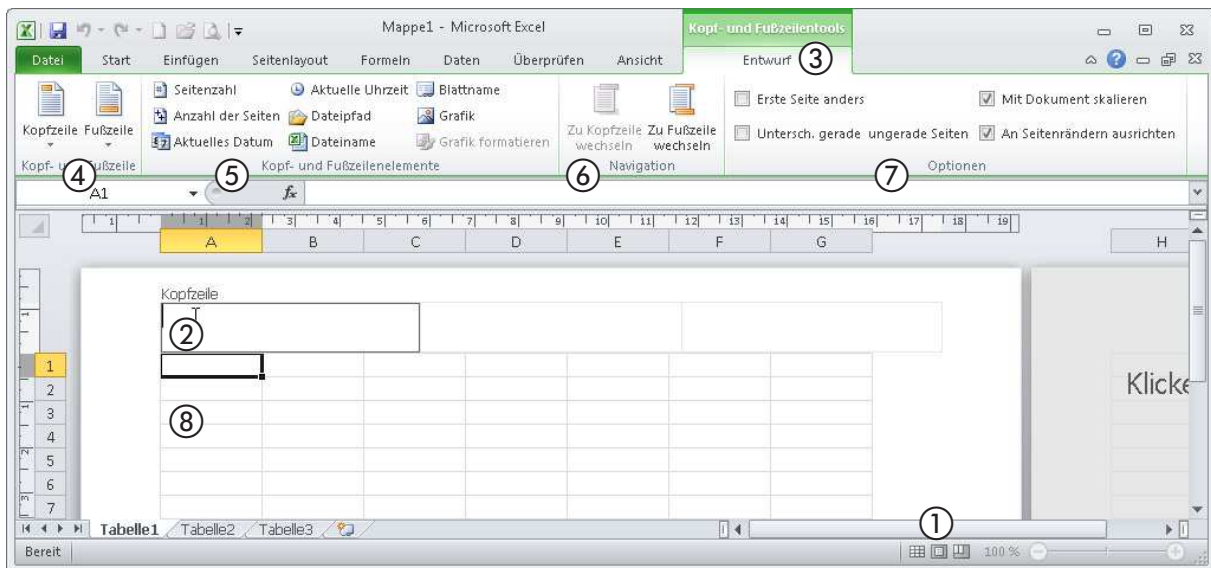 Mappe1 - Microsoft Excel
Kopf- und Fußzeilentools
Datei Start Einfügen Seitenlayout Formeln Daten Überprüfen Ansicht Entwurf ③
Seitenzahl Aktuelle Uhrzeit Blattname
Erste Seite anders Mit Dokument skalieren
Anzahl der Seiten Dateipfad Grafik
Kopfzeile Fußzeile Zu Kopfzeile wechseln Zu Fußzeile wechseln
Untersch. gerade ungerade Seiten An Seitenrändern ausrichten
Aktuelles Datum Dateiname Grafik formatieren
Kopf- und Fußzeile Kopf- und Fußzeilenelemente Navigation Optionen
④ ⑤ ⑥ ⑦
A1 fx
1 1 2 3 4 5 6 7 8 9 10 11 12 13 14 15 16 17 18 19
A B C D E F G H
Kopfzeile
②
1
2 Klicke
3
⑧
4
5
6
7
1 2 3
Tabelle1 Tabelle2 Tabelle3
①
Bereit 100 %